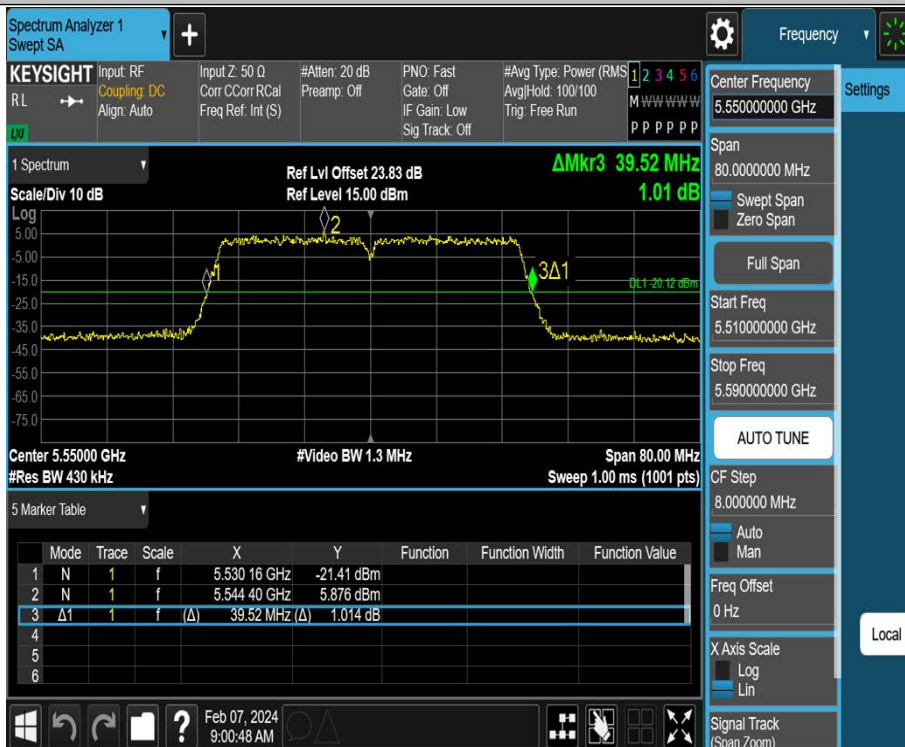 Spectrum Analyzer 1
Swept SA
+
Frequency
KEYSIGHT
RL
LXI
Input: RF
Coupling: DC
Align: Auto
Input Z: 50 Ω
Corr CCorr RCal
Freq Ref: Int (S)
#Atten: 20 dB
Preamp: Off
PNO: Fast
Gate: Off
IF Gain: Low
Sig Track: Off
#Avg Type: Power (RMS
Avg|Hold: 100/100
Trig: Free Run
1 2 3 4 5 6
M W W W W W
P P P P P P
1 Spectrum
Scale/Div 10 dB
Ref Lvl Offset 23.83 dB
Ref Level 15.00 dBm
ΔMkr3 39.52 MHz
1.01 dB
Log
5.00
-5.00
-15.0
-25.0
-35.0
-45.0
-55.0
-65.0
-75.0
1
2
3Δ1
DL1 -20.12 dBm
Center 5.55000 GHz
#Res BW 430 kHz
#Video BW 1.3 MHz
Span 80.00 MHz
Sweep 1.00 ms (1001 pts)
5 Marker Table
Mode Trace Scale X Y Function Function Width Function Value
1 N 1 f 5.530 16 GHz -21.41 dBm
2 N 1 f 5.544 40 GHz 5.876 dBm
3 Δ1 1 f (Δ) 39.52 MHz (Δ) 1.014 dB
4
5
6
?
Feb 07, 2024
9:00:48 AM
Center Frequency
5.550000000 GHz
Span
80.0000000 MHz
Swept Span
Zero Span
Full Span
Start Freq
5.510000000 GHz
Stop Freq
5.590000000 GHz
AUTO TUNE
CF Step
8.000000 MHz
Auto
Man
Freq Offset
0 Hz
X Axis Scale
Log
Lin
Signal Track
(Span Zoom)
Settings
Local